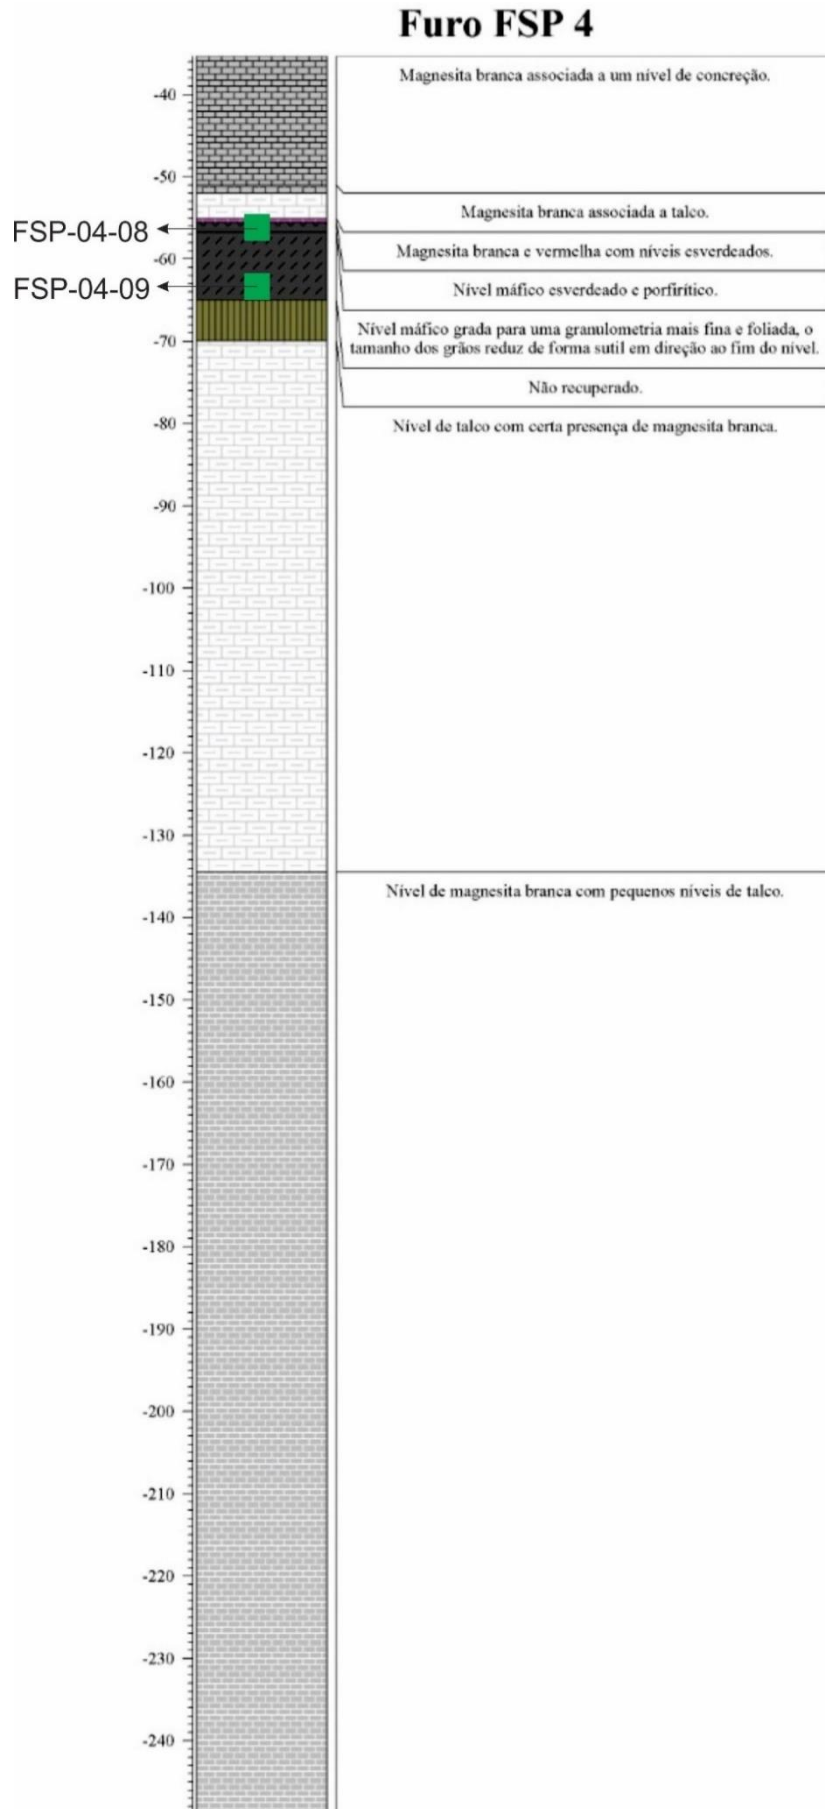 Furo FSP 4
Magnesita branca associada a um nível de concreção.
-40
-50
Magnesita branca associada a talco.
FSP-04-08
Magnesita branca e vermelha com níveis esverdeados.
-60
FSP-04-09
Nível máfico esverdeado e porfirítico.
Nível máfico grada para uma granulometria mais fina e foliada, o
tamanho dos grãos reduz de forma sutil em direção ao fim do nível.
-70
Não recuperado.
-80
Nível de talco com certa presença de magnesita branca.
-90
-100
-110
-120
-130
Nível de magnesita branca com pequenos níveis de talco.
-140
-150
-160
-170
-180
-190
-200
-210
-220
-230
-240